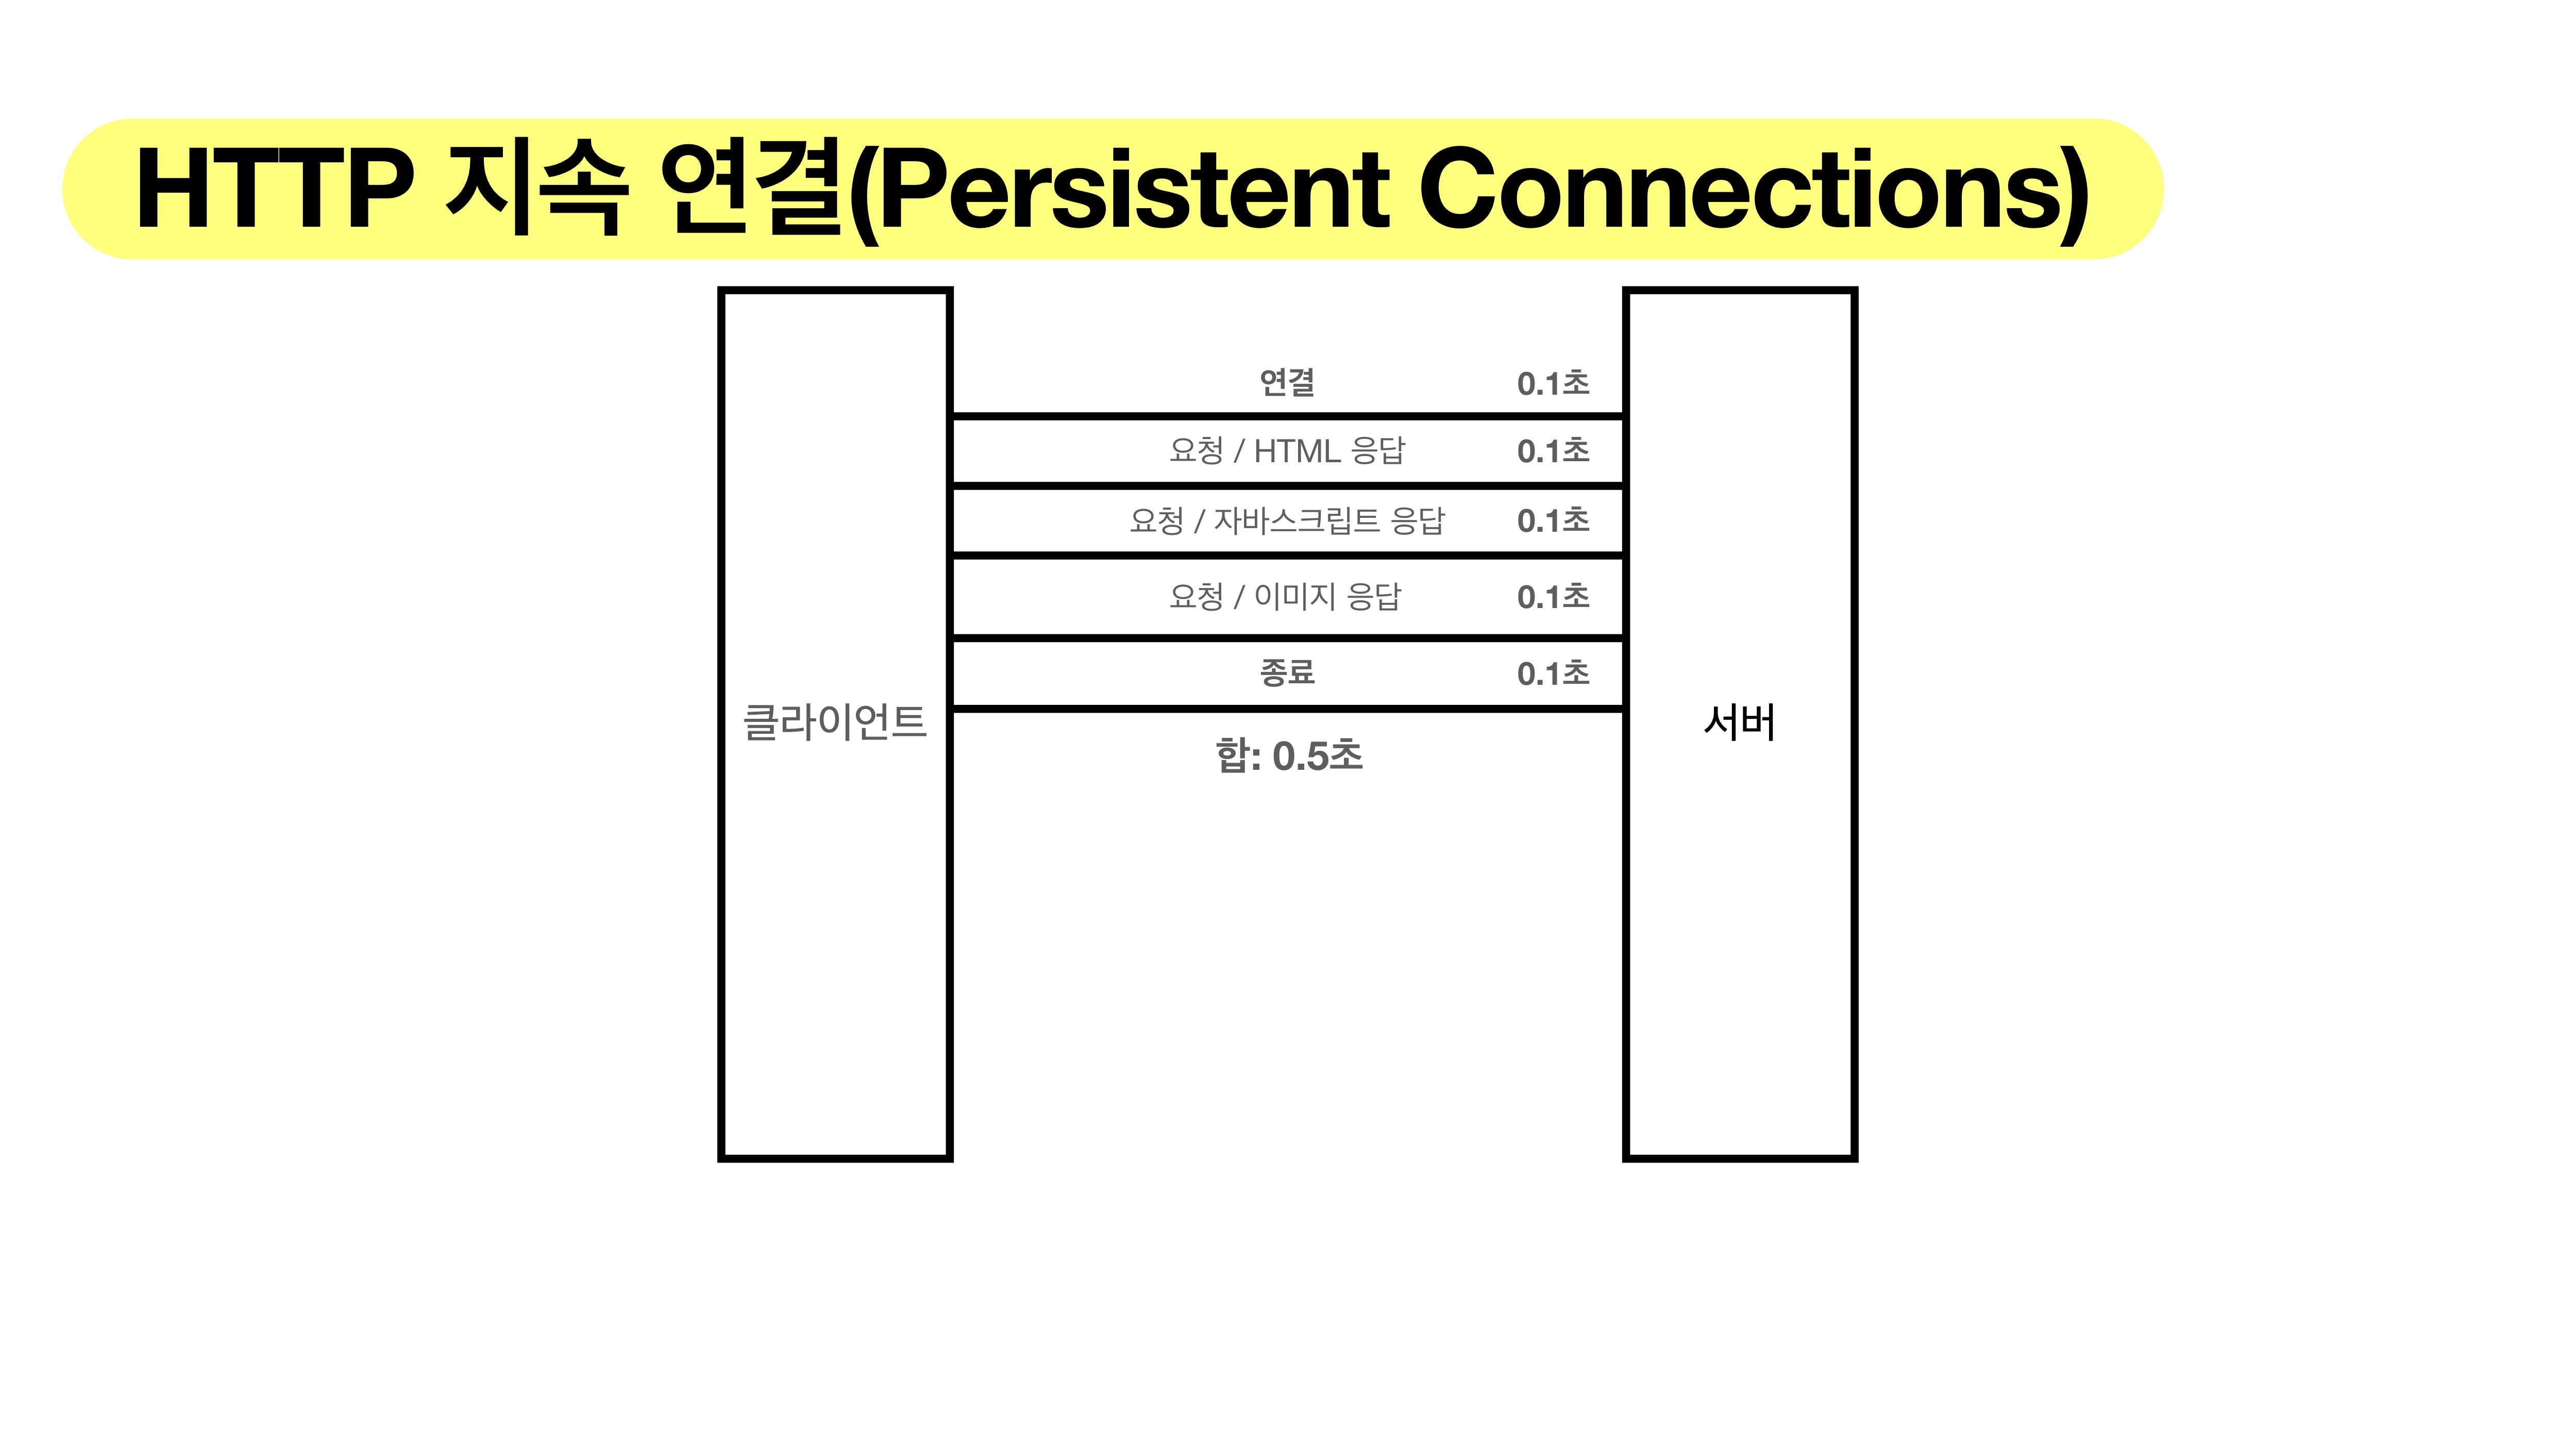 HTTP 지속 연결(Persistent Connections)
연결 0.1초
요청 / HTML 응답 0.1초
요청 / 자바스크립트 응답 0.1초
요청 / 이미지 응답 0.1초
종료 0.1초
클라이언트
서버
합: 0.5초